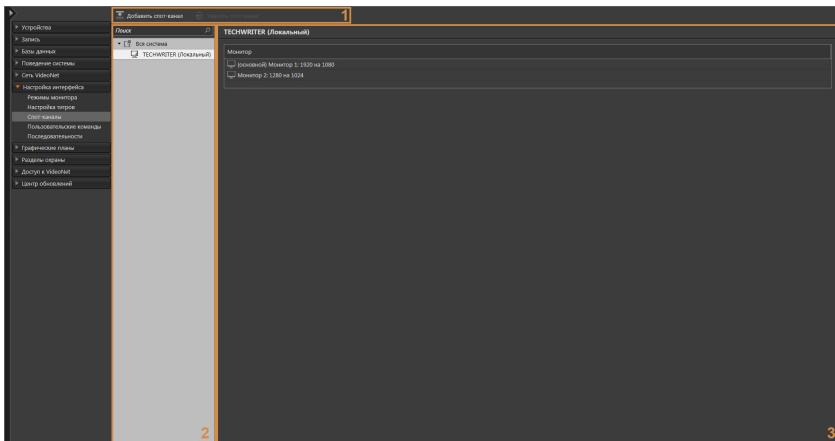 Добавить спот-канал
1
Устройства
Запись
Базы данных
Поведение системы
Сеть VideoNet
Настройка интерфейса
Режимы монитора
Настройка титров
Спот-каналы
Пользовательские команды
Последовательности
Графические планы
Разделы охраны
Доступ к VideoNet
Центр обновлений
Поиск
Вся система
TECHWRITER (Локальный)
2
TECHWRITER (Локальный)
Монитор
(основной) Монитор 1: 1920 на 1080
Монитор 2: 1280 на 1024
3